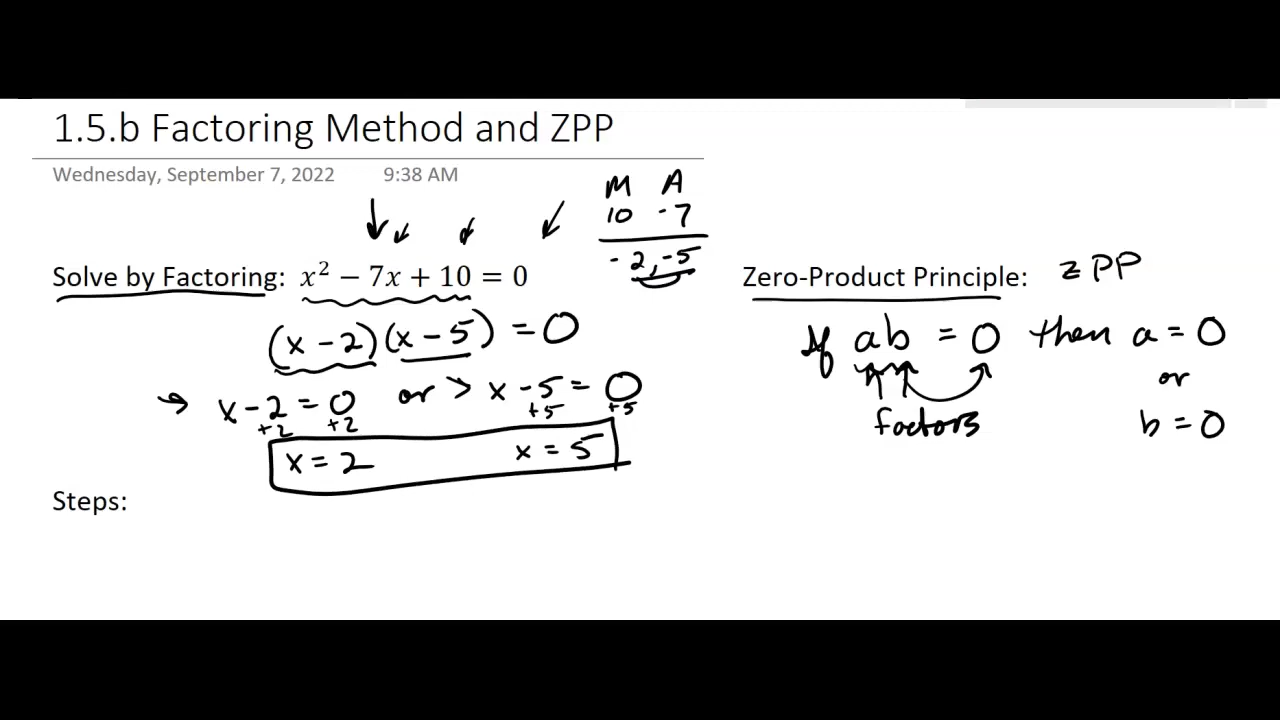 1.5.b Factoring Method and ZPP
Wednesday, September 7, 2022 9:38 AM
M A
10 -7
-2, -5
Solve by Factoring: x² − 7x + 10 = 0
(x - 2)(x - 5) = 0
x - 2 = 0 or x - 5 = 0
+2 +2 +5 +5
x = 2 x = 5
Steps:
Zero-Product Principle: ZPP
If ab = 0 then a = 0
or
factors b = 0